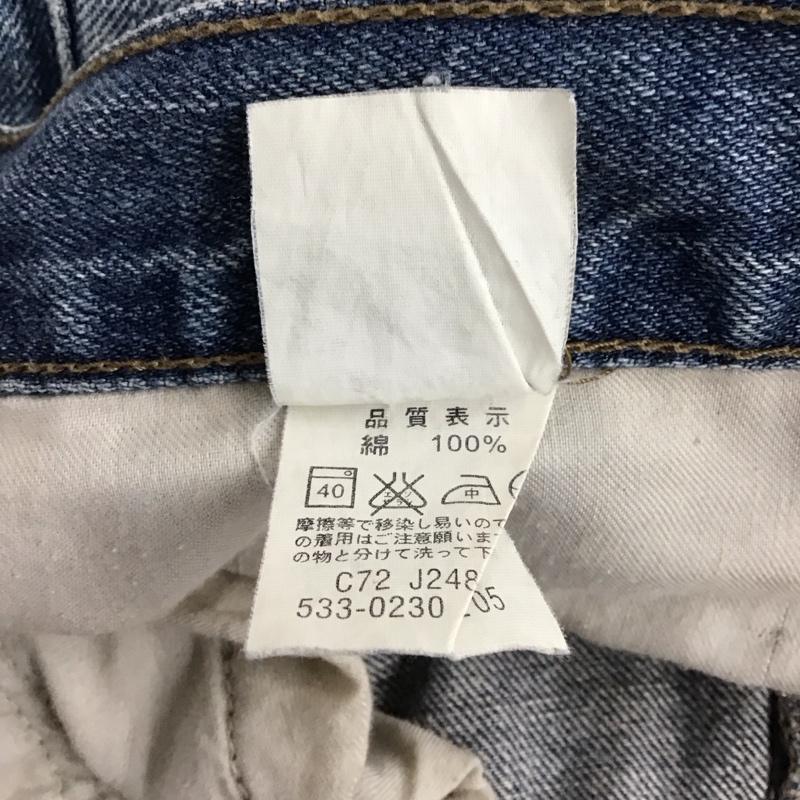 品質表示
綿 100%
40 中
摩擦等で移染し易いので
の着用はご注意願いま
の物と分けて洗って下
C72 J248
533-0230 05